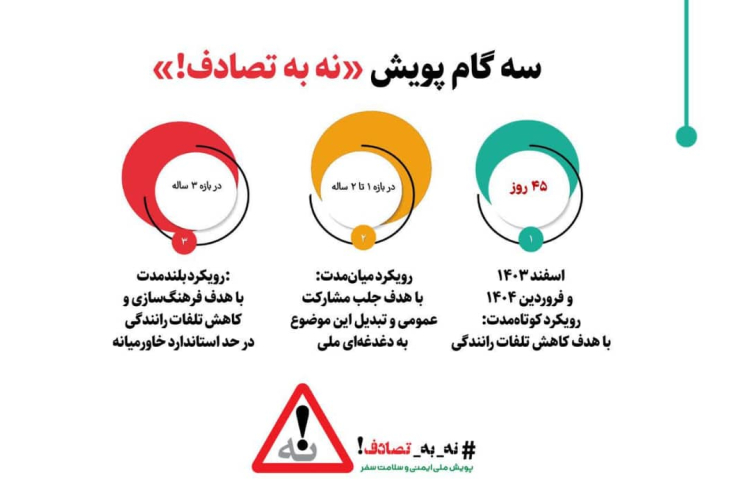 سه گام پویش «نه به تصادف!»
۴۵ روز
۱
اسفند ۱۴۰۳
و فروردین ۱۴۰۴
رویکرد کوتاه‌مدت:
با هدف کاهش تلفات رانندگی
در بازه ۱ تا ۲ ساله
۲
رویکرد میان‌مدت:
با هدف جلب مشارکت
عمومی و تبدیل این موضوع
به دغدغه‌ای ملی
در بازه ۳ ساله
۳
:رویکرد بلندمدت
با هدف فرهنگ‌سازی و
کاهش تلفات رانندگی
در حد استاندارد خاورمیانه
#نه_به_تصادف!
پویش ملی ایمنی و سلامت سفر
نه!